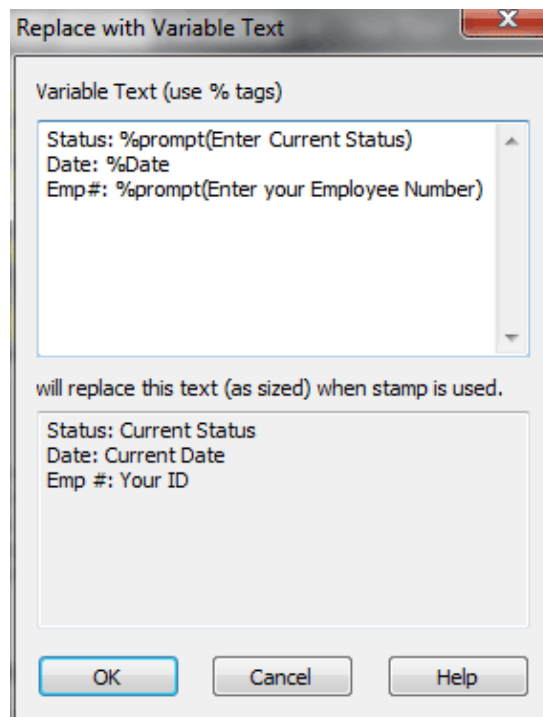 Replace with Variable Text
X
Variable Text (use % tags)
Status: %prompt(Enter Current Status)
Date: %Date
Emp#: %prompt(Enter your Employee Number)
will replace this text (as sized) when stamp is used.
Status: Current Status
Date: Current Date
Emp #: Your ID
OK Cancel Help